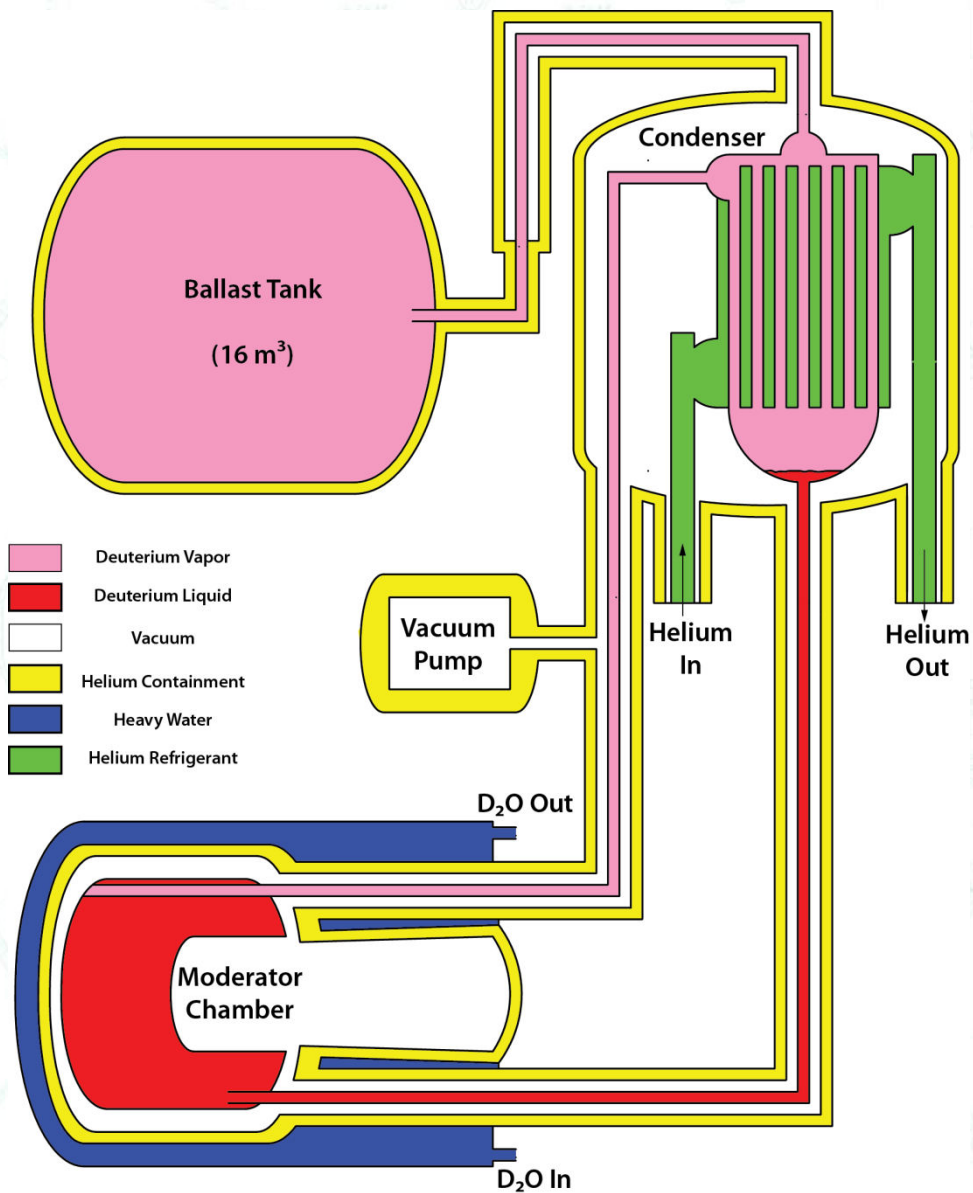 Condenser
Ballast Tank
(16 m³)
Deuterium Vapor
Deuterium Liquid
Vacuum
Helium Containment
Heavy Water
Helium Refrigerant
Vacuum
Pump
Helium
In
Helium
Out
D₂O Out
Moderator
Chamber
D₂O In